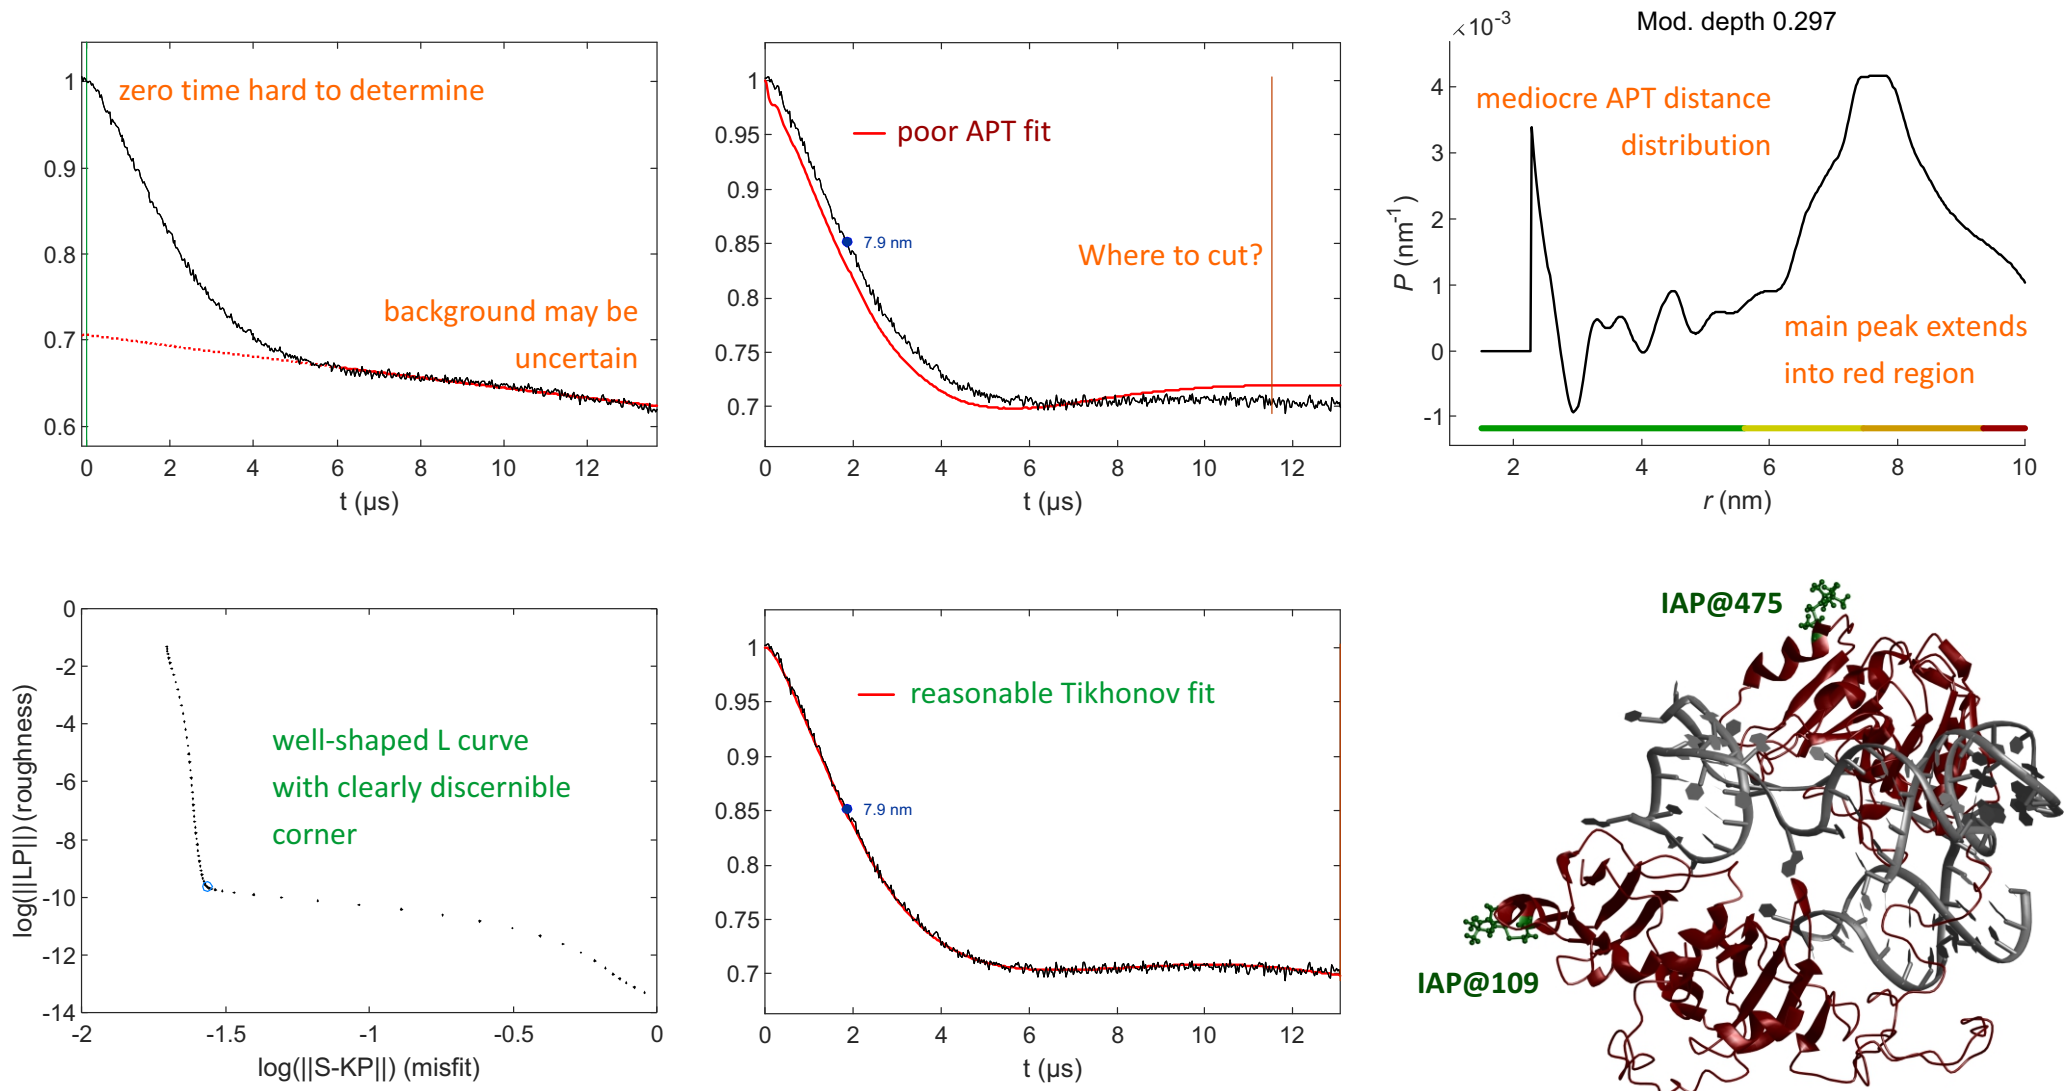 1
0.9
0.8
0.7
0.6
0
2
4
6
8
10
12
t (µs)
zero time hard to determine
background may be
uncertain
1
0.95
0.9
0.85
0.8
0.75
0.7
0
2
4
6
8
10
12
t (µs)
poor APT fit
7.9 nm
Where to cut?
×10-3
Mod. depth 0.297
4
3
2
1
0
-1
P (nm-1)
2
4
6
8
10
r (nm)
mediocre APT distance
distribution
main peak extends
into red region
0
-2
-4
-6
-8
-10
-12
-14
log(||LP||) (roughness)
-2
-1.5
-1
-0.5
0
log(||S-KP||) (misfit)
well-shaped L curve
with clearly discernible
corner
1
0.95
0.9
0.85
0.8
0.75
0.7
0
2
4
6
8
10
12
t (µs)
reasonable Tikhonov fit
7.9 nm
IAP@475
IAP@109